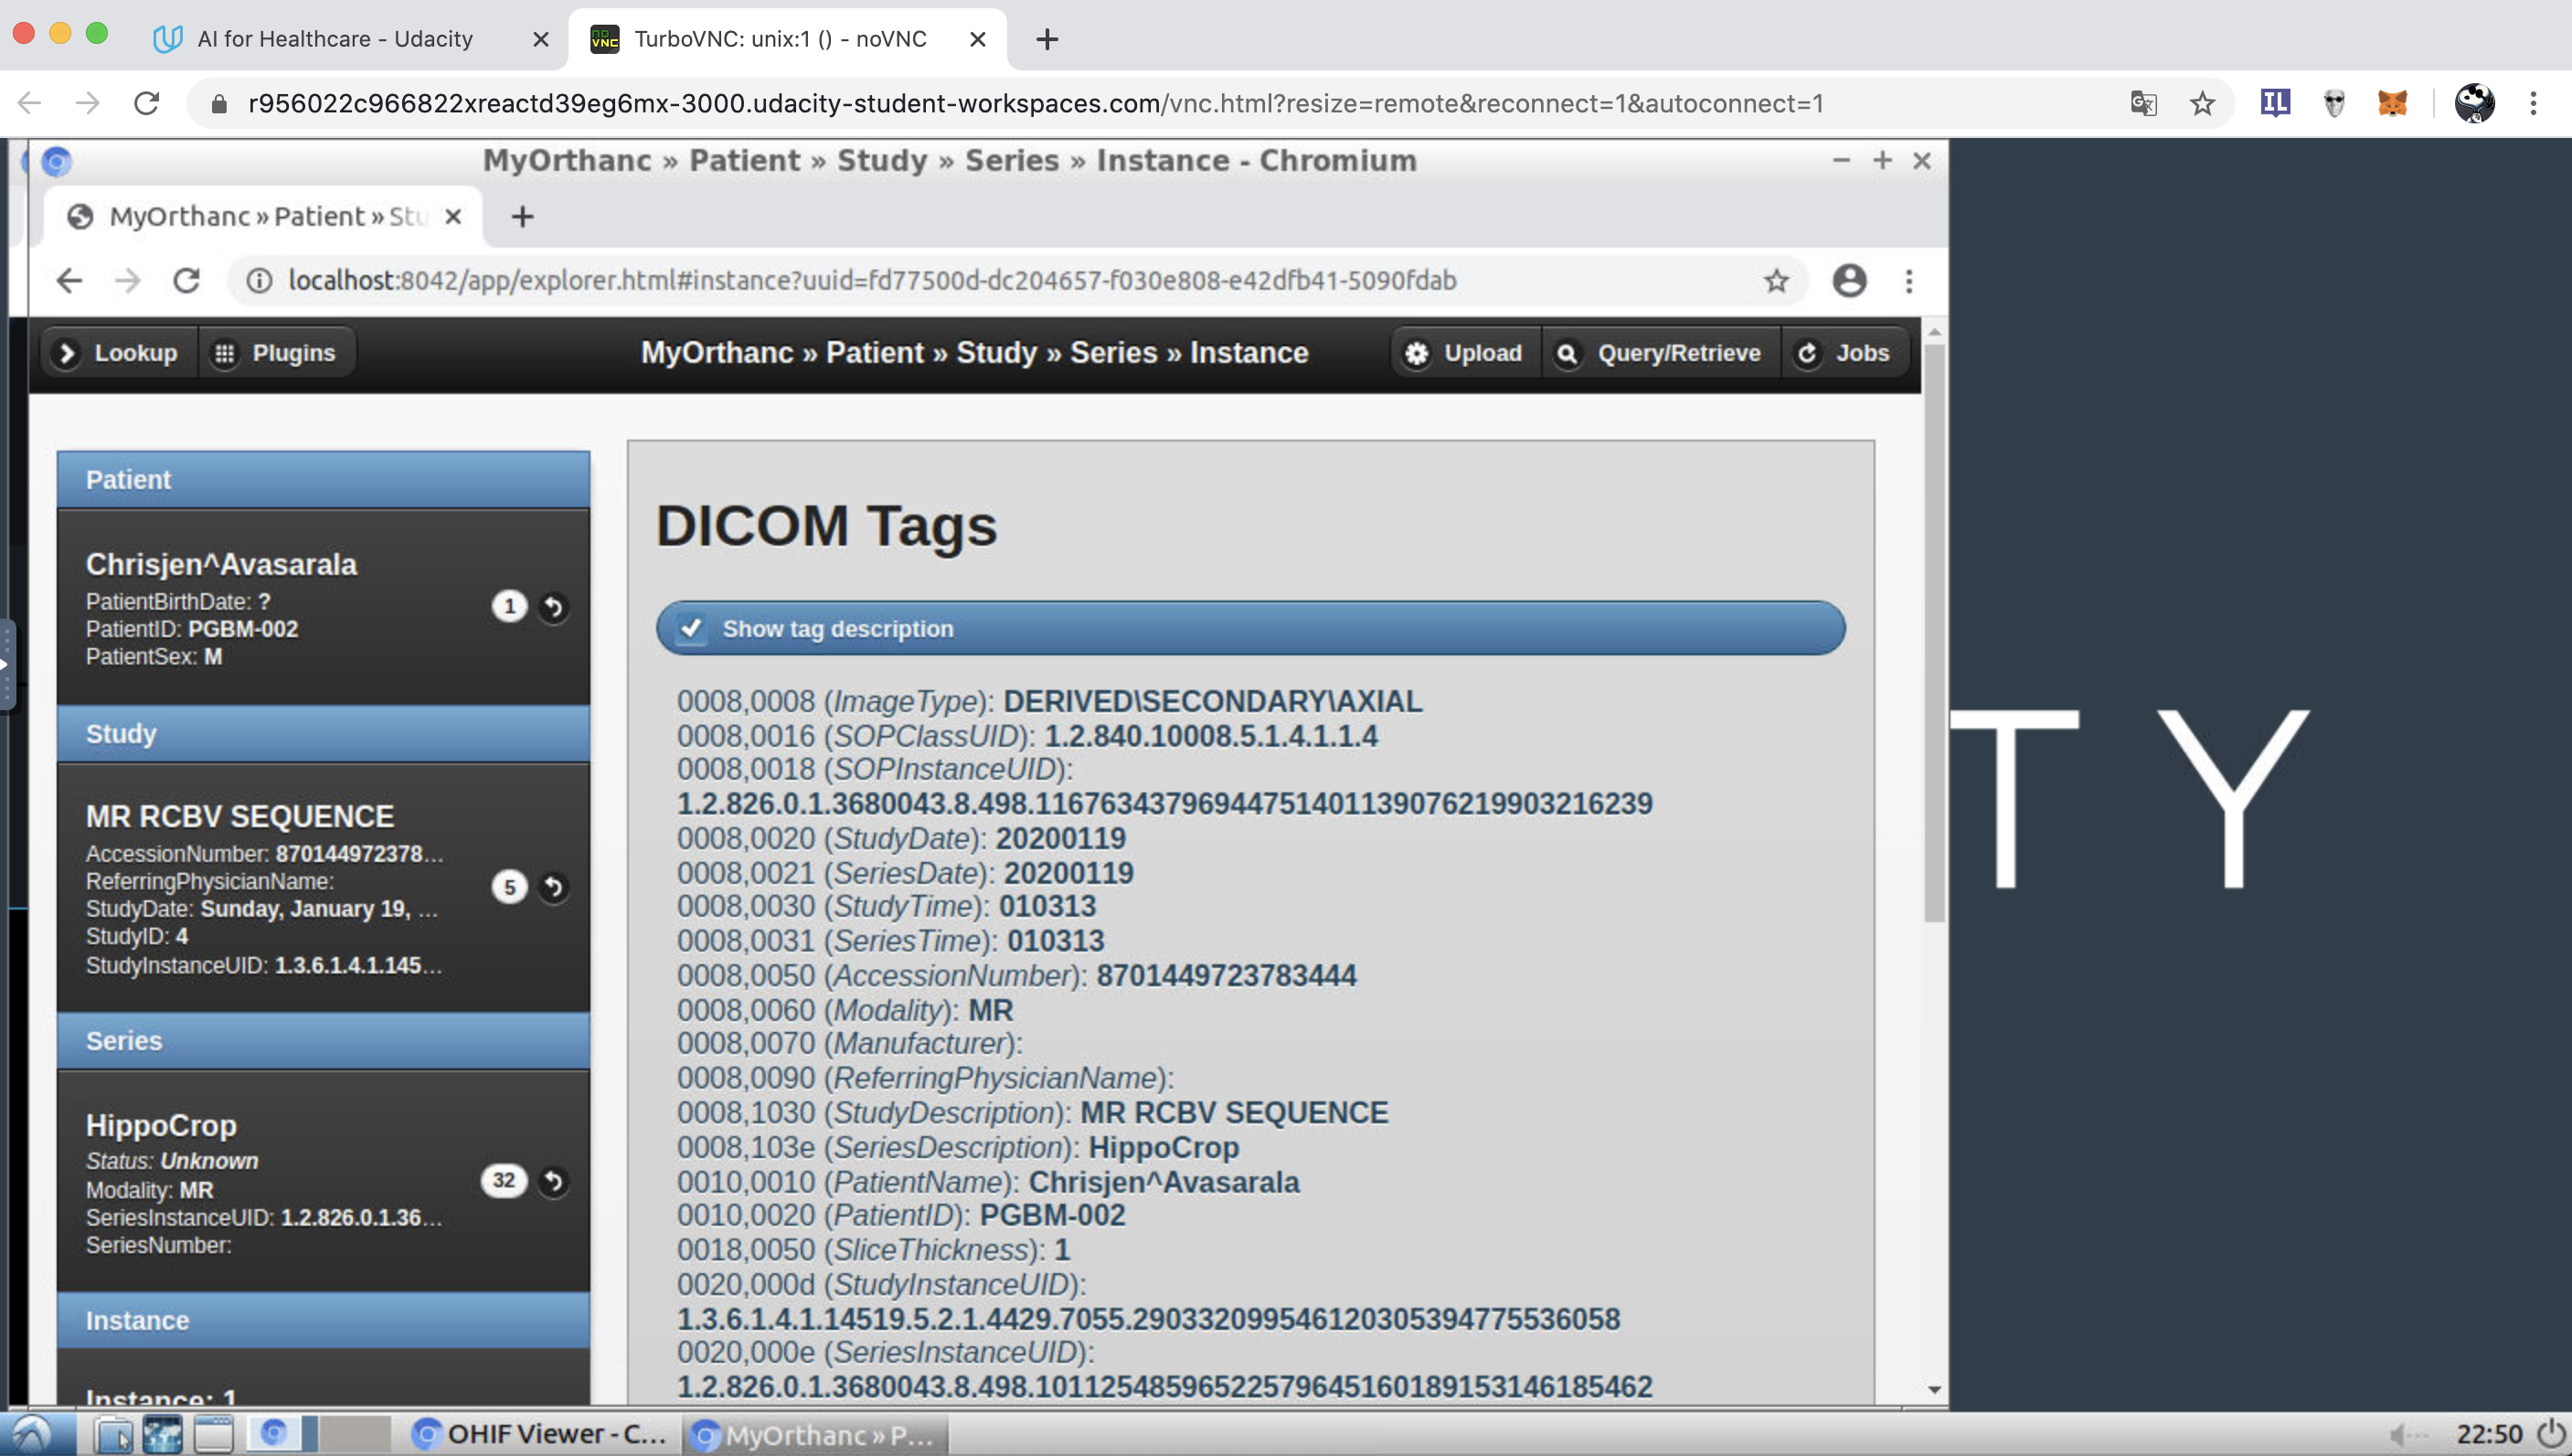 AI for Healthcare - Udacity
TurboVNC: unix:1 () - noVNC
r956022c966822xreactd39eg6mx-3000.udacity-student-workspaces.com/vnc.html?resize=remote&reconnect=1&autoconnect=1
MyOrthanc » Patient » Study » Series » Instance - Chromium
MyOrthanc » Patient » Stu
localhost:8042/app/explorer.html#instance?uuid=fd77500d-dc204657-f030e808-e42dfb41-5090fdab
Lookup
Plugins
MyOrthanc » Patient » Study » Series » Instance
Upload
Query/Retrieve
Jobs
Patient
Chrisjen^Avasarala
PatientBirthDate: ?
PatientID: PGBM-002
PatientSex: M
1
Study
MR RCBV SEQUENCE
AccessionNumber: 870144972378...
ReferringPhysicianName:
StudyDate: Sunday, January 19, ...
StudyID: 4
StudyInstanceUID: 1.3.6.1.4.1.145...
5
Series
HippoCrop
Status: Unknown
Modality: MR
SeriesInstanceUID: 1.2.826.0.1.36...
SeriesNumber:
32
Instance
Instance: 1
DICOM Tags
Show tag description
0008,0008 (ImageType): DERIVED\SECONDARY\AXIAL
0008,0016 (SOPClassUID): 1.2.840.10008.5.1.4.1.1.4
0008,0018 (SOPInstanceUID):
1.2.826.0.1.3680043.8.498.11676343796944751401139076219903216239
0008,0020 (StudyDate): 20200119
0008,0021 (SeriesDate): 20200119
0008,0030 (StudyTime): 010313
0008,0031 (SeriesTime): 010313
0008,0050 (AccessionNumber): 8701449723783444
0008,0060 (Modality): MR
0008,0070 (Manufacturer):
0008,0090 (ReferringPhysicianName):
0008,1030 (StudyDescription): MR RCBV SEQUENCE
0008,103e (SeriesDescription): HippoCrop
0010,0010 (PatientName): Chrisjen^Avasarala
0010,0020 (PatientID): PGBM-002
0018,0050 (SliceThickness): 1
0020,000d (StudyInstanceUID):
1.3.6.1.4.1.14519.5.2.1.4429.7055.290332099546120305394775536058
0020,000e (SeriesInstanceUID):
1.2.826.0.1.3680043.8.498.10112548596522579645160189153146185462
TY
OHIF Viewer - C...
MyOrthanc » P...
22:50